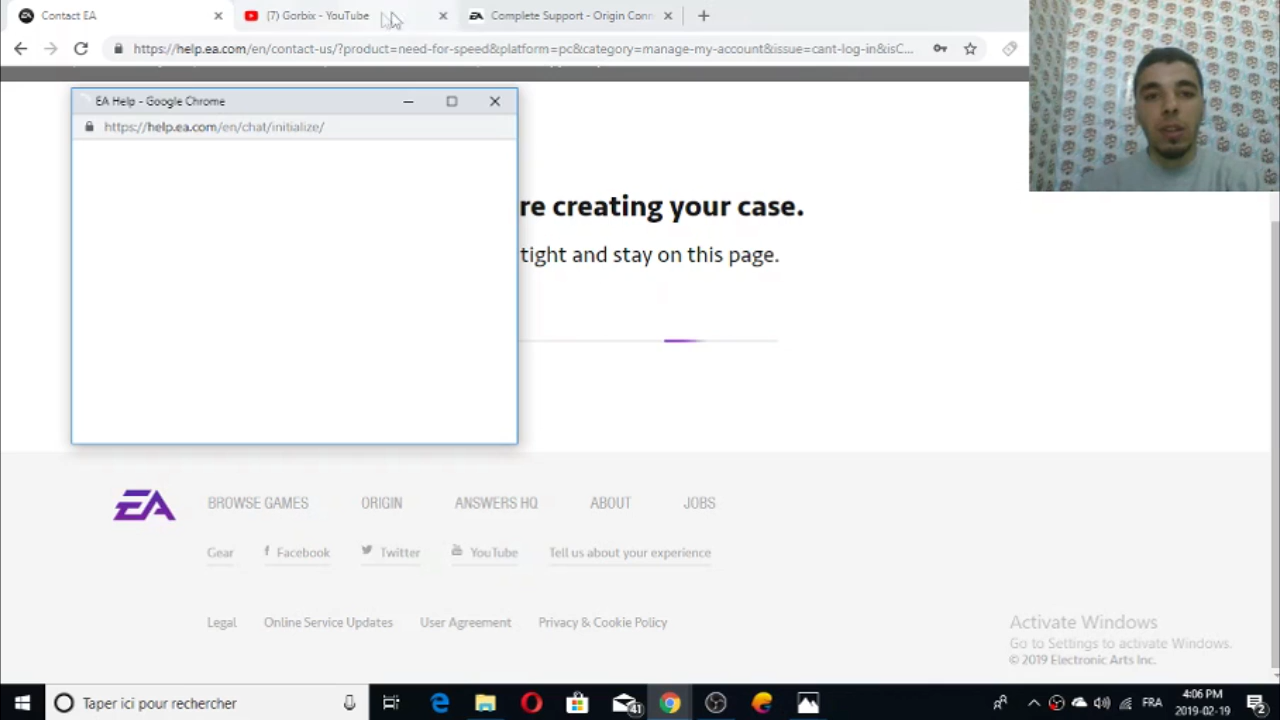 Contact EA
(7) Gorbix - YouTube
Complete Support - Origin Conn
https://help.ea.com/en/contact-us/?product=need-for-speed&platform=pc&category=manage-my-account&issue=cant-log-in&isC...
EA Help - Google Chrome
https://help.ea.com/en/chat/initialize/
re creating your case.
tight and stay on this page.
EA
BROWSE GAMES
ORIGIN
ANSWERS HQ
ABOUT
JOBS
Gear
Facebook
Twitter
YouTube
Tell us about your experience
Legal
Online Service Updates
User Agreement
Privacy & Cookie Policy
Activate Windows
Go to Settings to activate Windows.
© 2019 Electronic Arts Inc.
Taper ici pour rechercher
41
FRA
4:06 PM
2019-02-19
2